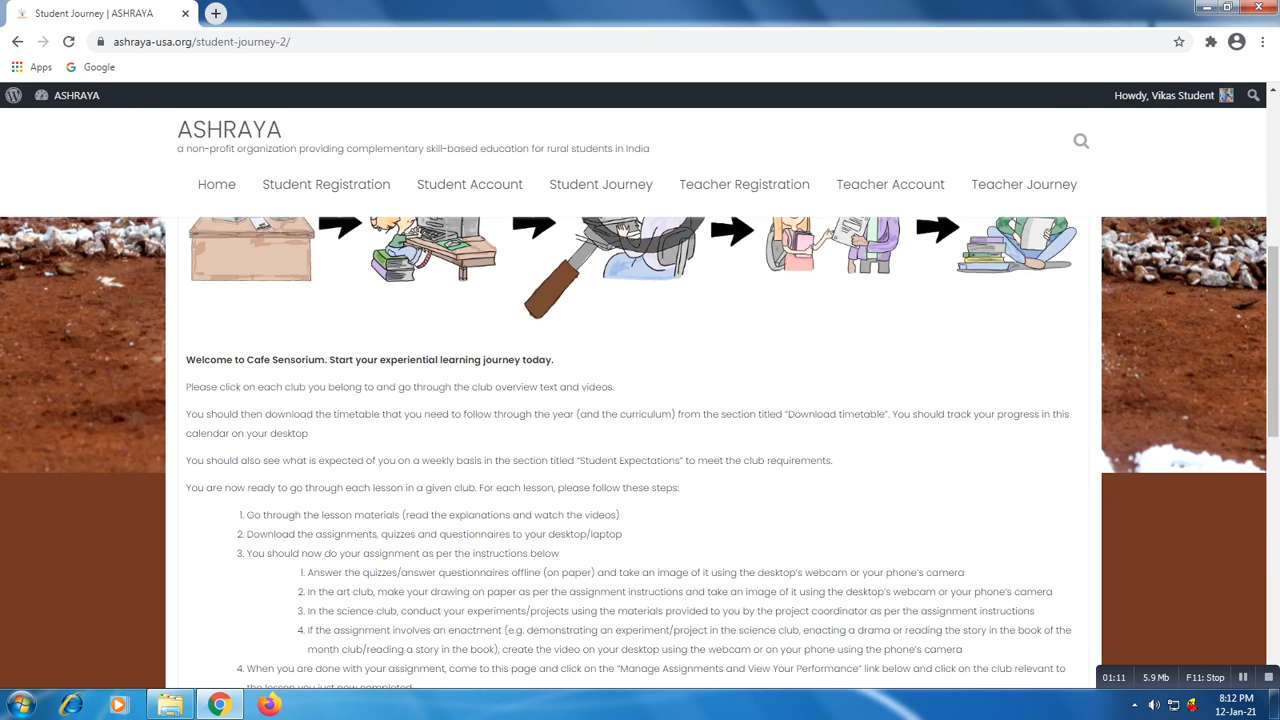 Student Journey | ASHRAYA
ashraya-usa.org/student-journey-2/
Apps Google
ASHRAYA Howdy, Vikas Student
ASHRAYA
a non-profit organization providing complementary skill-based education for rural students in India
Home Student Registration Student Account Student Journey Teacher Registration Teacher Account Teacher Journey
Welcome to Cafe Sensorium. Start your experiential learning journey today.
Please click on each club you belong to and go through the club overview text and videos.
You should then download the timetable that you need to follow through the year (and the curriculum) from the section titled “Download timetable”. You should track your progress in this
calendar on your desktop
You should also see what is expected of you on a weekly basis in the section titled “Student Expectations” to meet the club requirements.
You are now ready to go through each lesson in a given club. For each lesson, please follow these steps:
1. Go through the lesson materials (read the explanations and watch the videos)
2. Download the assignments, quizzes and questionnaires to your desktop/laptop
3. You should now do your assignment as per the instructions below
1. Answer the quizzes/answer questionnaires offline (on paper) and take an image of it using the desktop’s webcam or your phone’s camera
2. In the art club, make your drawing on paper as per the assignment instructions and take an image of it using the desktop’s webcam or your phone’s camera
3. In the science club, conduct your experiments/projects using the materials provided to you by the project coordinator as per the assignment instructions
4. If the assignment involves an enactment (e.g. demonstrating an experiment/project in the science club, enacting a drama or reading the story in the book of the
month club/reading a story in the book), create the video on your desktop using the webcam or on your phone using the phone’s camera
4. When you are done with your assignment, come to this page and click on the “Manage Assignments and View Your Performance” link below and click on the club relevant to
the lesson you just now completed
01:11 5.9 Mb F11: Stop
8:12 PM
12-Jan-21